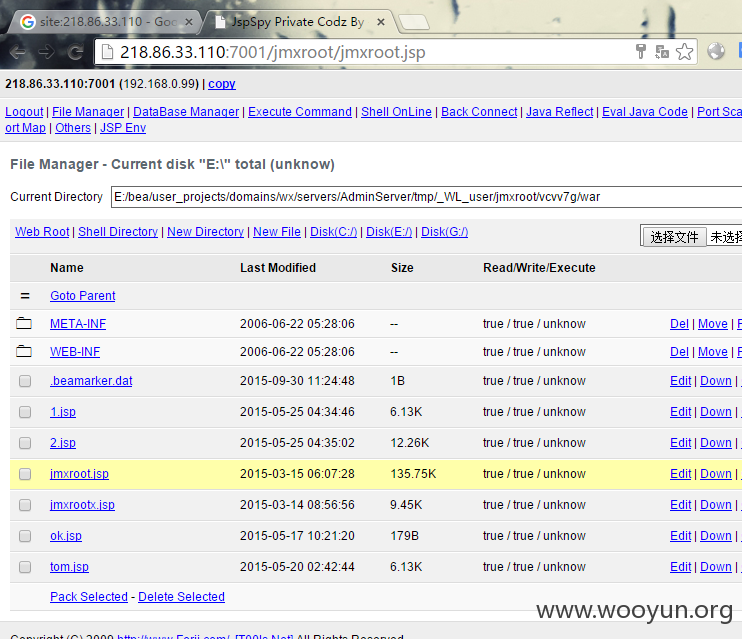 site:218.86.33.110 - Goo
JspSpy Private Codz By
218.86.33.110:7001/jmxroot/jmxroot.jsp
218.86.33.110:7001 (192.168.0.99) | copy
Logout | File Manager | DataBase Manager | Execute Command | Shell OnLine | Back Connect | Java Reflect | Eval Java Code | Port Sca
ort Map | Others | JSP Env
File Manager - Current disk "E:\" total (unknow)
Current Directory E:/bea/user_projects/domains/wx/servers/AdminServer/tmp/_WL_user/jmxroot/vcvv7g/war
Web Root | Shell Directory | New Directory | New File | Disk(C:/) | Disk(E:/) | Disk(G:/) 选择文件 未选择
Name Last Modified Size Read/Write/Execute
= Goto Parent
META-INF 2006-06-22 05:28:06 -- true / true / unknow Del | Move |
WEB-INF 2006-06-22 05:28:06 -- true / true / unknow Del | Move |
.beamarker.dat 2015-09-30 11:24:48 1B true / true / unknow Edit | Down |
1.jsp 2015-05-25 04:34:46 6.13K true / true / unknow Edit | Down |
2.jsp 2015-05-25 04:35:02 12.26K true / true / unknow Edit | Down |
jmxroot.jsp 2015-03-15 06:07:28 135.75K true / true / unknow Edit | Down |
jmxrootx.jsp 2015-03-14 08:56:56 9.45K true / true / unknow Edit | Down |
ok.jsp 2015-05-17 10:21:20 179B true / true / unknow Edit | Down |
tom.jsp 2015-05-20 02:42:44 6.13K true / true / unknow Edit | Down |
Pack Selected - Delete Selected
www.wooyun.org
Copyright (C) 2009 http://www.Forjj.com/ [T00ls.Net] All Rights Reserved